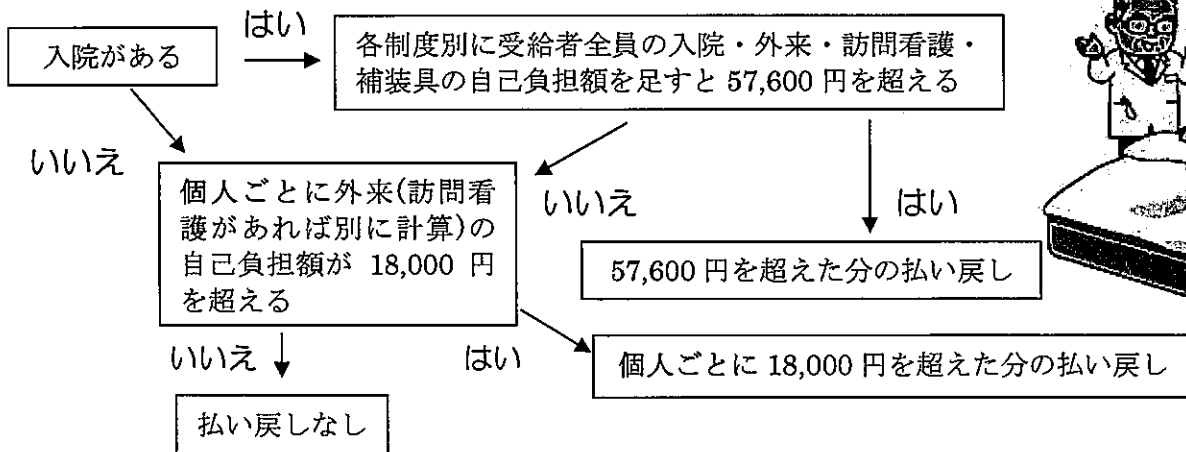 入院がある
はい
各制度別に受給者全員の入院・外来・訪問看護・
補装具の自己負担額を足すと 57,600 円を超える
いいえ
個人ごとに外来(訪問看
護があれば別に計算)の
自己負担額が 18,000 円
を超える
いいえ
はい
57,600 円を超えた分の払い戻し
いいえ
はい
個人ごとに 18,000 円を超えた分の払い戻し
払い戻しなし